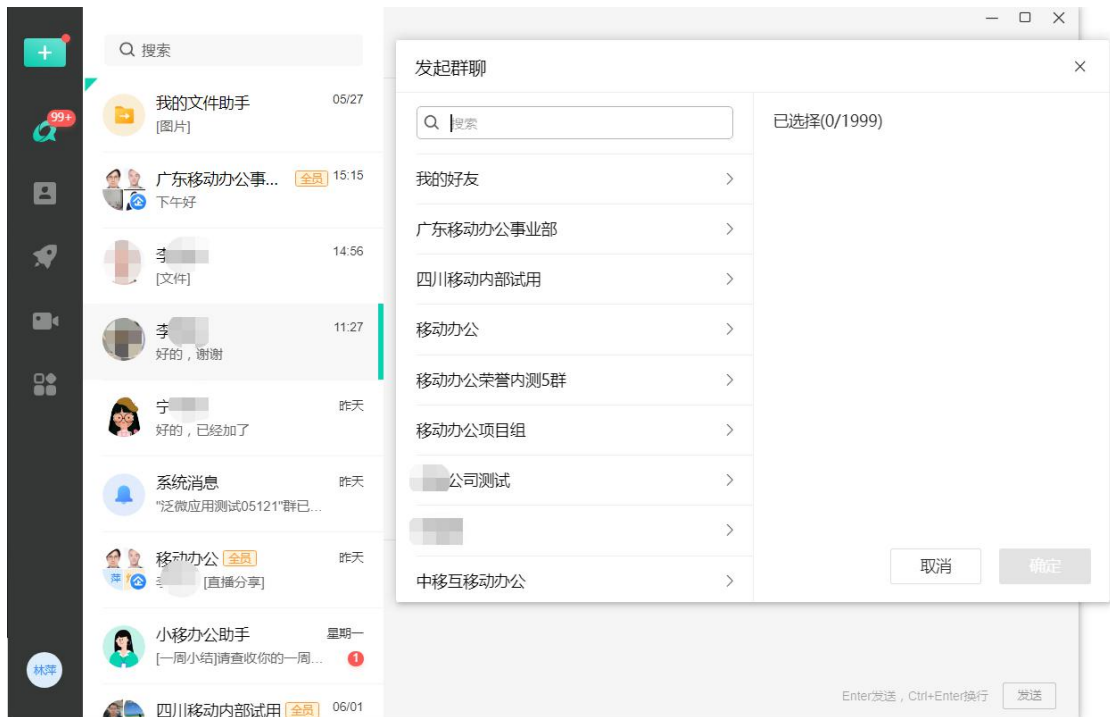 搜索
99+
我的文件助手 05/27
[图片]
广东移动办公事... 全员 15:15
下午好
李 14:56
[文件]
李 11:27
好的，谢谢
宁 昨天
好的，已经加了
系统消息 昨天
"泛微应用测试05121"群已...
移动办公 全员 昨天
萍
[直播分享]
小移办公助手 星期一
[一周小结]请查收你的一周... 1
四川移动内部试用 全员 06/01
林萍
发起群聊
搜索
我的好友
广东移动办公事业部
四川移动内部试用
移动办公
移动办公荣誉内测5群
移动办公项目组
公司测试
中移互移动办公
已选择(0/1999)
取消 确定
Enter发送，Ctrl+Enter换行 发送